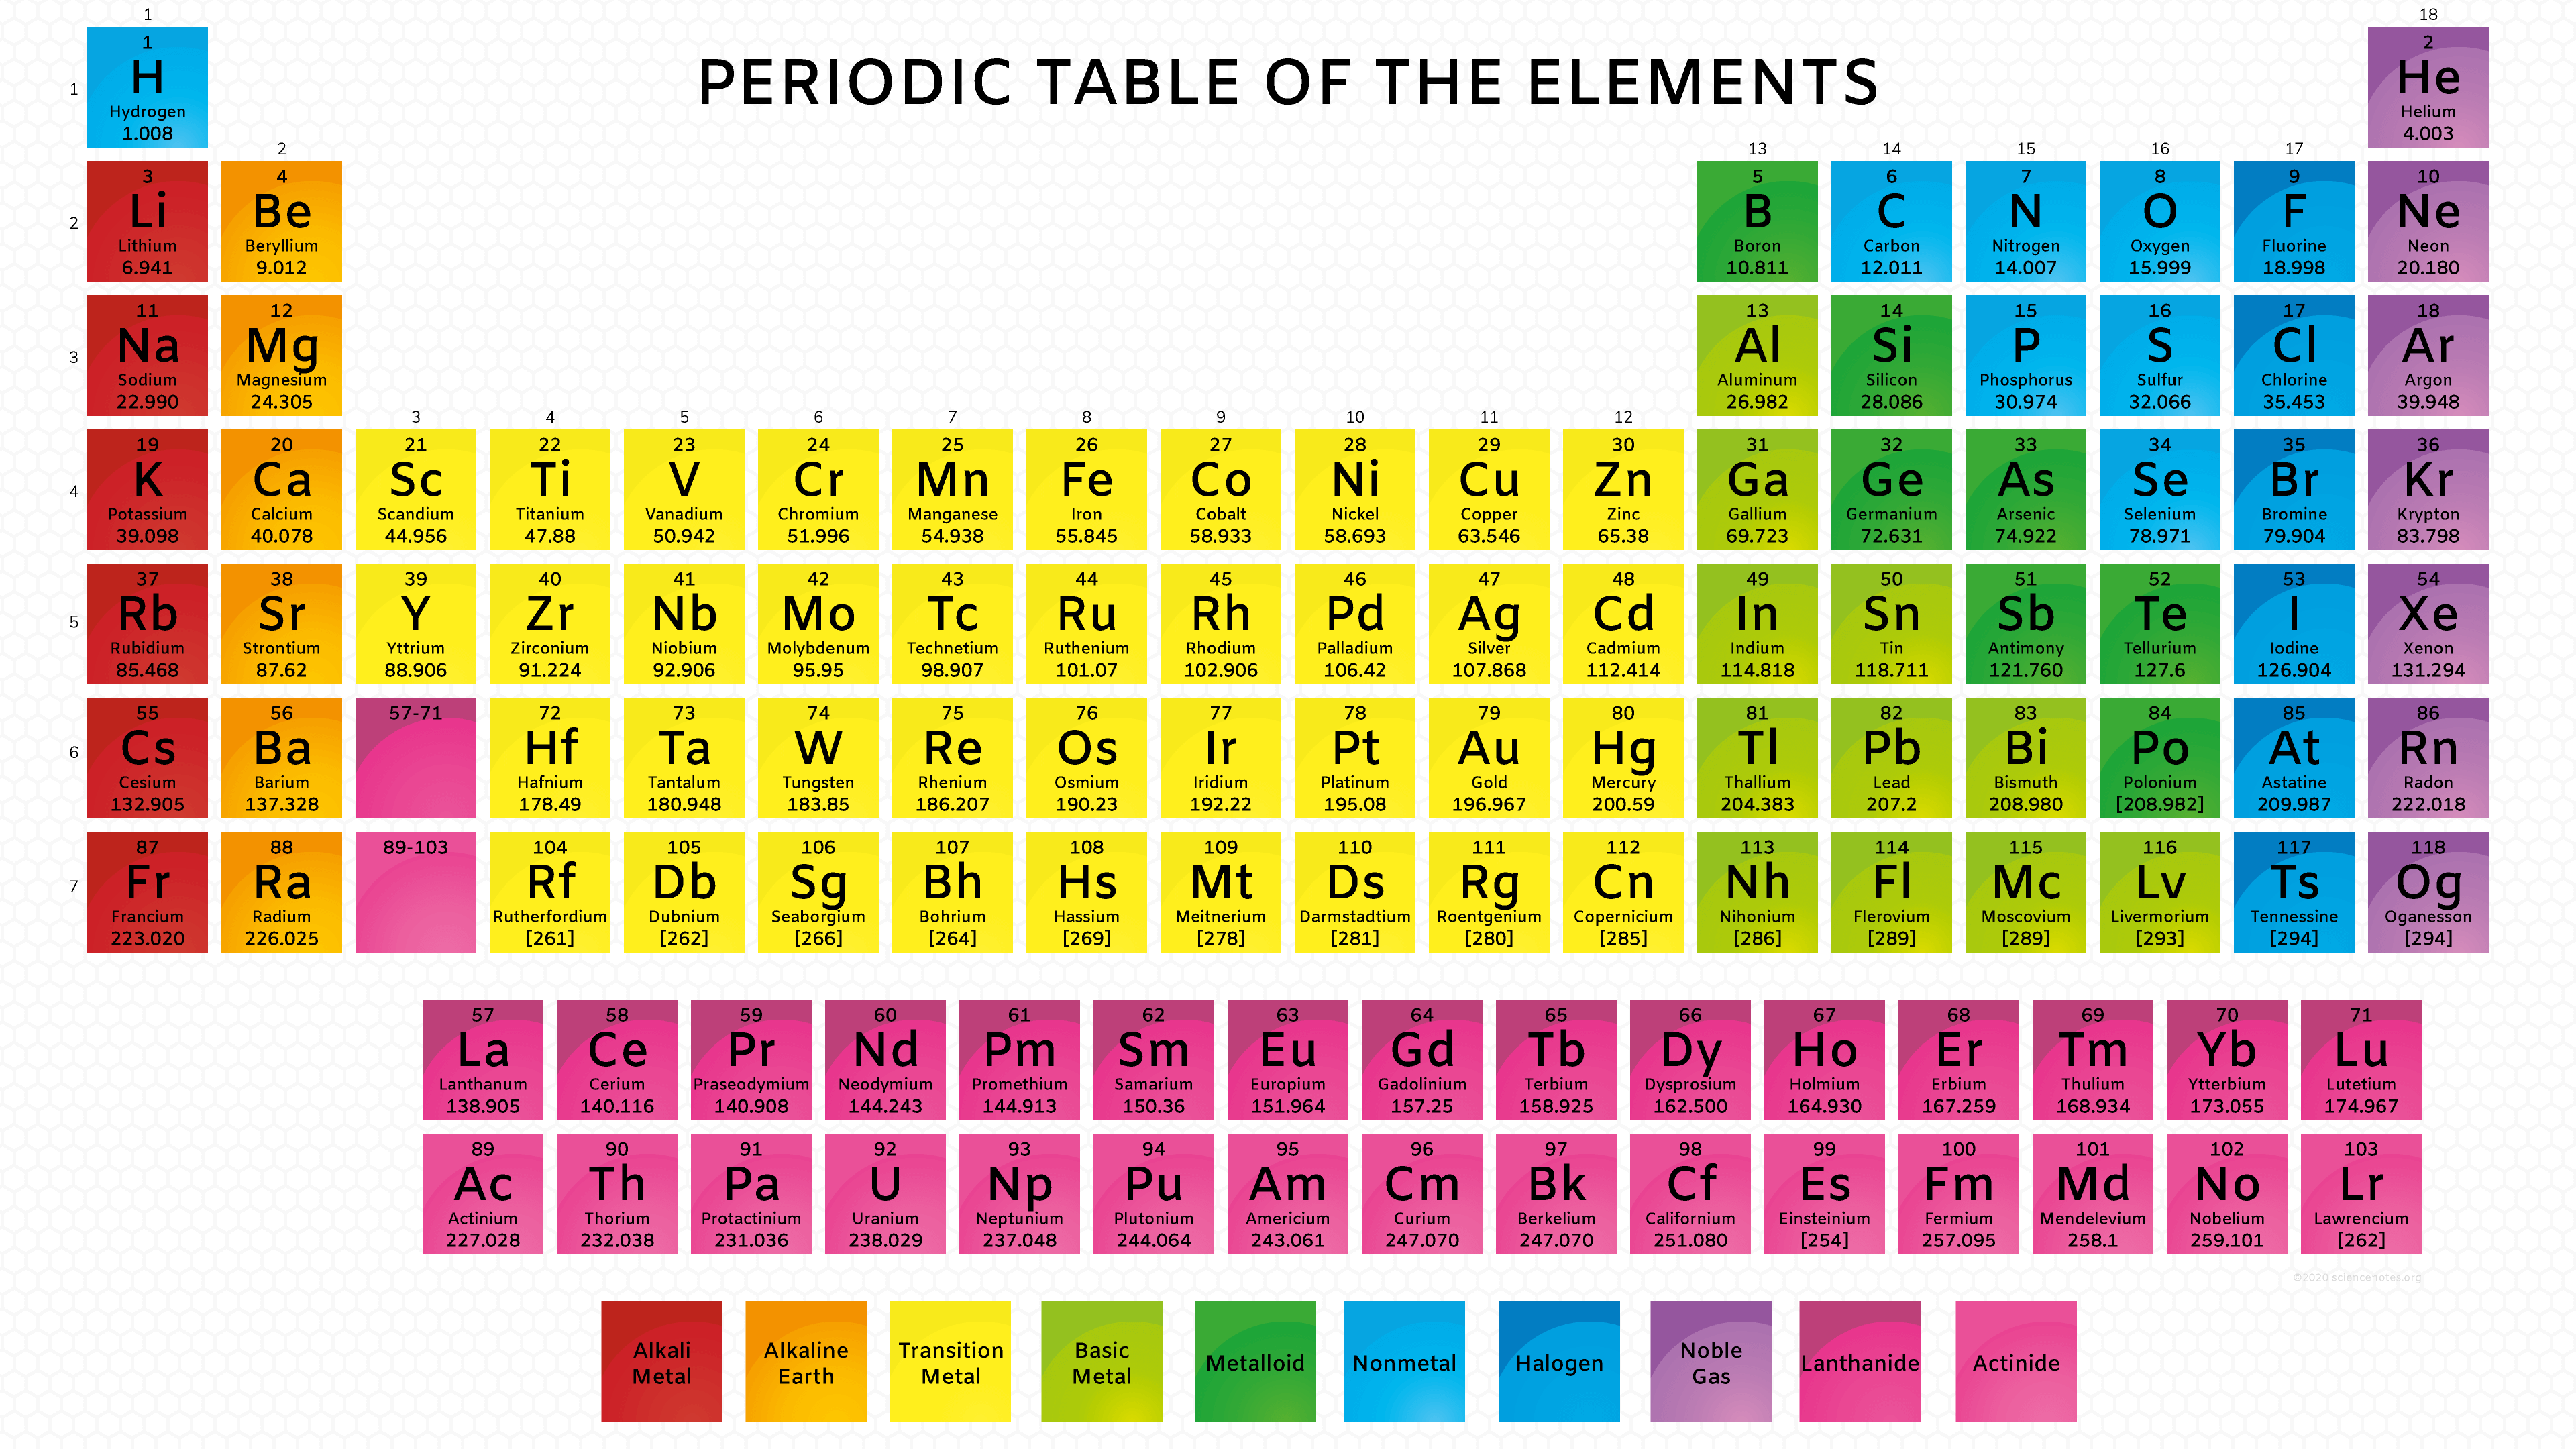 1
18
1
H
Hydrogen
1.008
PERIODIC TABLE OF THE ELEMENTS
2
He
Helium
4.003
1
2
13
14
15
16
17
3
Li
Lithium
6.941
4
Be
Beryllium
9.012
5
B
Boron
10.811
6
C
Carbon
12.011
7
N
Nitrogen
14.007
8
O
Oxygen
15.999
9
F
Fluorine
18.998
10
Ne
Neon
20.180
2
11
Na
Sodium
22.990
12
Mg
Magnesium
24.305
13
Al
Aluminum
26.982
14
Si
Silicon
28.086
15
P
Phosphorus
30.974
16
S
Sulfur
32.066
17
Cl
Chlorine
35.453
18
Ar
Argon
39.948
3
3
4
5
6
7
8
9
10
11
12
19
K
Potassium
39.098
20
Ca
Calcium
40.078
21
Sc
Scandium
44.956
22
Ti
Titanium
47.88
23
V
Vanadium
50.942
24
Cr
Chromium
51.996
25
Mn
Manganese
54.938
26
Fe
Iron
55.845
27
Co
Cobalt
58.933
28
Ni
Nickel
58.693
29
Cu
Copper
63.546
30
Zn
Zinc
65.38
31
Ga
Gallium
69.723
32
Ge
Germanium
72.631
33
As
Arsenic
74.922
34
Se
Selenium
78.971
35
Br
Bromine
79.904
36
Kr
Krypton
83.798
4
37
Rb
Rubidium
85.468
38
Sr
Strontium
87.62
39
Y
Yttrium
88.906
40
Zr
Zirconium
91.224
41
Nb
Niobium
92.906
42
Mo
Molybdenum
95.95
43
Tc
Technetium
98.907
44
Ru
Ruthenium
101.07
45
Rh
Rhodium
102.906
46
Pd
Palladium
106.42
47
Ag
Silver
107.868
48
Cd
Cadmium
112.414
49
In
Indium
114.818
50
Sn
Tin
118.711
51
Sb
Antimony
121.760
52
Te
Tellurium
127.6
53
I
Iodine
126.904
54
Xe
Xenon
131.294
5
55
Cs
Cesium
132.905
56
Ba
Barium
137.328
57-71
72
Hf
Hafnium
178.49
73
Ta
Tantalum
180.948
74
W
Tungsten
183.85
75
Re
Rhenium
186.207
76
Os
Osmium
190.23
77
Ir
Iridium
192.22
78
Pt
Platinum
195.08
79
Au
Gold
196.967
80
Hg
Mercury
200.59
81
Tl
Thallium
204.383
82
Pb
Lead
207.2
83
Bi
Bismuth
208.980
84
Po
Polonium
[208.982]
85
At
Astatine
209.987
86
Rn
Radon
222.018
6
87
Fr
Francium
223.020
88
Ra
Radium
226.025
89-103
104
Rf
Rutherfordium
[261]
105
Db
Dubnium
[262]
106
Sg
Seaborgium
[266]
107
Bh
Bohrium
[264]
108
Hs
Hassium
[269]
109
Mt
Meitnerium
[278]
110
Ds
Darmstadtium
[281]
111
Rg
Roentgenium
[280]
112
Cn
Copernicium
[285]
113
Nh
Nihonium
[286]
114
Fl
Flerovium
[289]
115
Mc
Moscovium
[289]
116
Lv
Livermorium
[293]
117
Ts
Tennessine
[294]
118
Og
Oganesson
[294]
7
57
La
Lanthanum
138.905
58
Ce
Cerium
140.116
59
Pr
Praseodymium
140.908
60
Nd
Neodymium
144.243
61
Pm
Promethium
144.913
62
Sm
Samarium
150.36
63
Eu
Europium
151.964
64
Gd
Gadolinium
157.25
65
Tb
Terbium
158.925
66
Dy
Dysprosium
162.500
67
Ho
Holmium
164.930
68
Er
Erbium
167.259
69
Tm
Thulium
168.934
70
Yb
Ytterbium
173.055
71
Lu
Lutetium
174.967
89
Ac
Actinium
227.028
90
Th
Thorium
232.038
91
Pa
Protactinium
231.036
92
U
Uranium
238.029
93
Np
Neptunium
237.048
94
Pu
Plutonium
244.064
95
Am
Americium
243.061
96
Cm
Curium
247.070
97
Bk
Berkelium
247.070
98
Cf
Californium
251.080
99
Es
Einsteinium
[254]
100
Fm
Fermium
257.095
101
Md
Mendelevium
258.1
102
No
Nobelium
259.101
103
Lr
Lawrencium
[262]
©2020 sciencenotes.org
Alkali
Metal
Alkaline
Earth
Transition
Metal
Basic
Metal
Metalloid
Nonmetal
Halogen
Noble
Gas
Lanthanide
Actinide